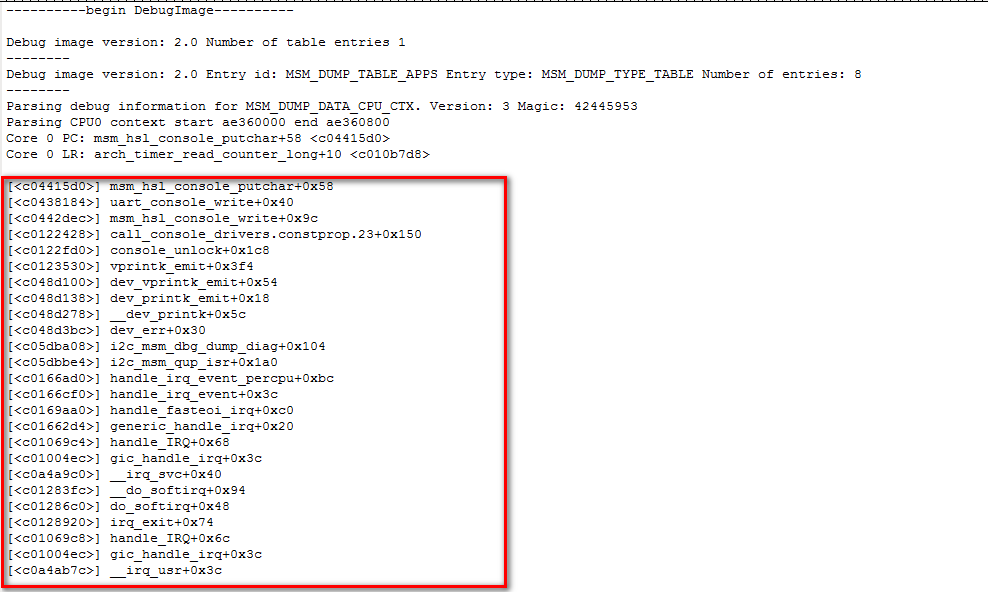 ----------begin DebugImage----------
Debug image version: 2.0 Number of table entries 1
--------
Debug image version: 2.0 Entry id: MSM_DUMP_TABLE_APPS Entry type: MSM_DUMP_TYPE_TABLE Number of entries: 8
--------
Parsing debug information for MSM_DUMP_DATA_CPU_CTX. Version: 3 Magic: 42445953
Parsing CPU0 context start ae360000 end ae360800
Core 0 PC: msm_hsl_console_putchar+58 <c04415d0>
Core 0 LR: arch_timer_read_counter_long+10 <c010b7d8>
[<c04415d0>] msm_hsl_console_putchar+0x58
[<c0438184>] uart_console_write+0x40
[<c0442dec>] msm_hsl_console_write+0x9c
[<c0122428>] call_console_drivers.constprop.23+0x150
[<c0122fd0>] console_unlock+0x1c8
[<c0123530>] vprintk_emit+0x3f4
[<c048d100>] dev_vprintk_emit+0x54
[<c048d138>] dev_printk_emit+0x18
[<c048d278>] __dev_printk+0x5c
[<c048d3bc>] dev_err+0x30
[<c05dba08>] i2c_msm_dbg_dump_diag+0x104
[<c05dbbe4>] i2c_msm_qup_isr+0x1a0
[<c0166ad0>] handle_irq_event_percpu+0xbc
[<c0166cf0>] handle_irq_event+0x3c
[<c0169aa0>] handle_fasteoi_irq+0xc0
[<c01662d4>] generic_handle_irq+0x20
[<c01069c4>] handle_IRQ+0x68
[<c01004ec>] gic_handle_irq+0x3c
[<c0a4a9c0>] __irq_svc+0x40
[<c01283fc>] __do_softirq+0x94
[<c01286c0>] do_softirq+0x48
[<c0128920>] irq_exit+0x74
[<c01069c8>] handle_IRQ+0x6c
[<c01004ec>] gic_handle_irq+0x3c
[<c0a4ab7c>] __irq_usr+0x3c